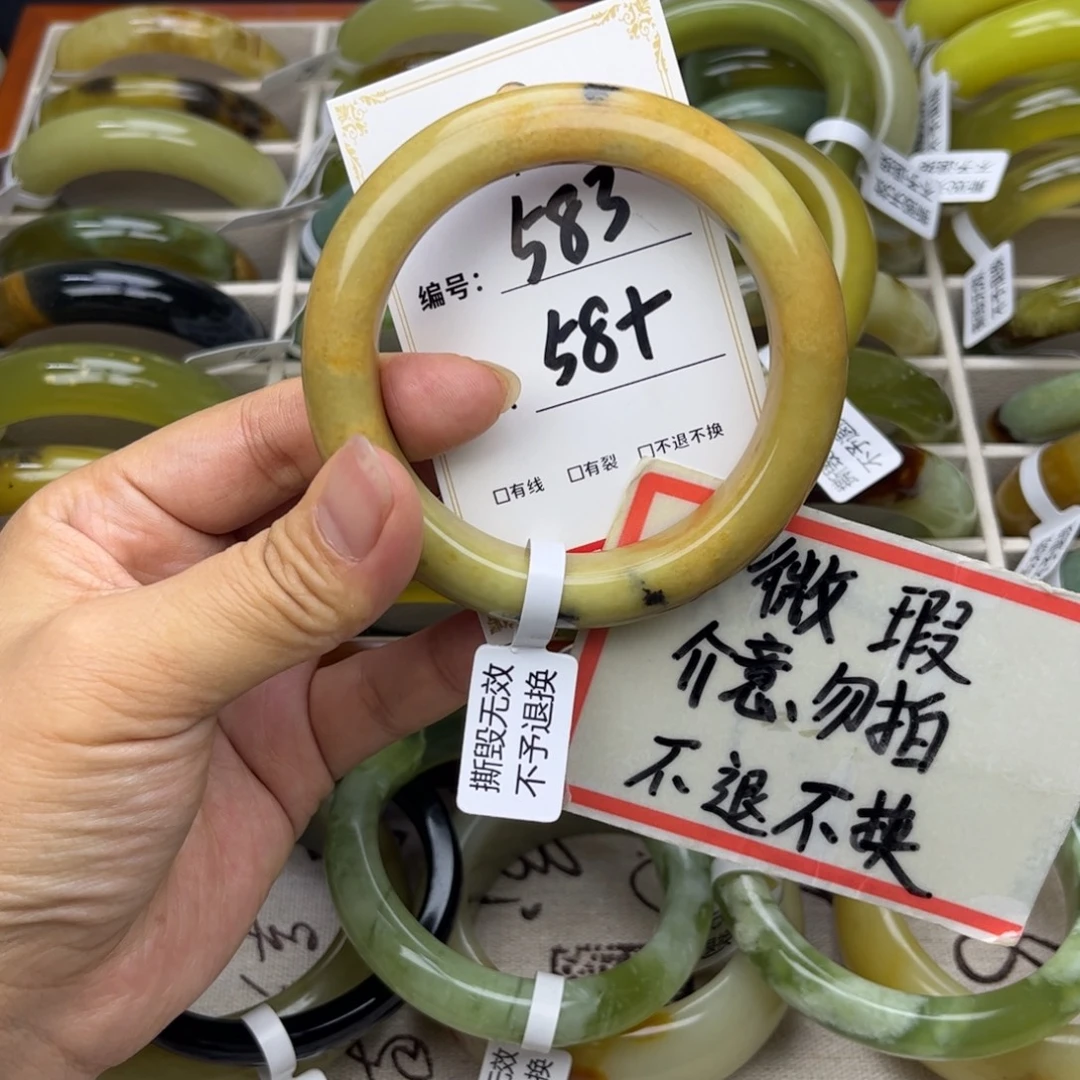 编号: 583
58+
□有线 □有裂 □不退不换
微瑕
介意、勿拍
不退不换
撕毁无效
不予退换